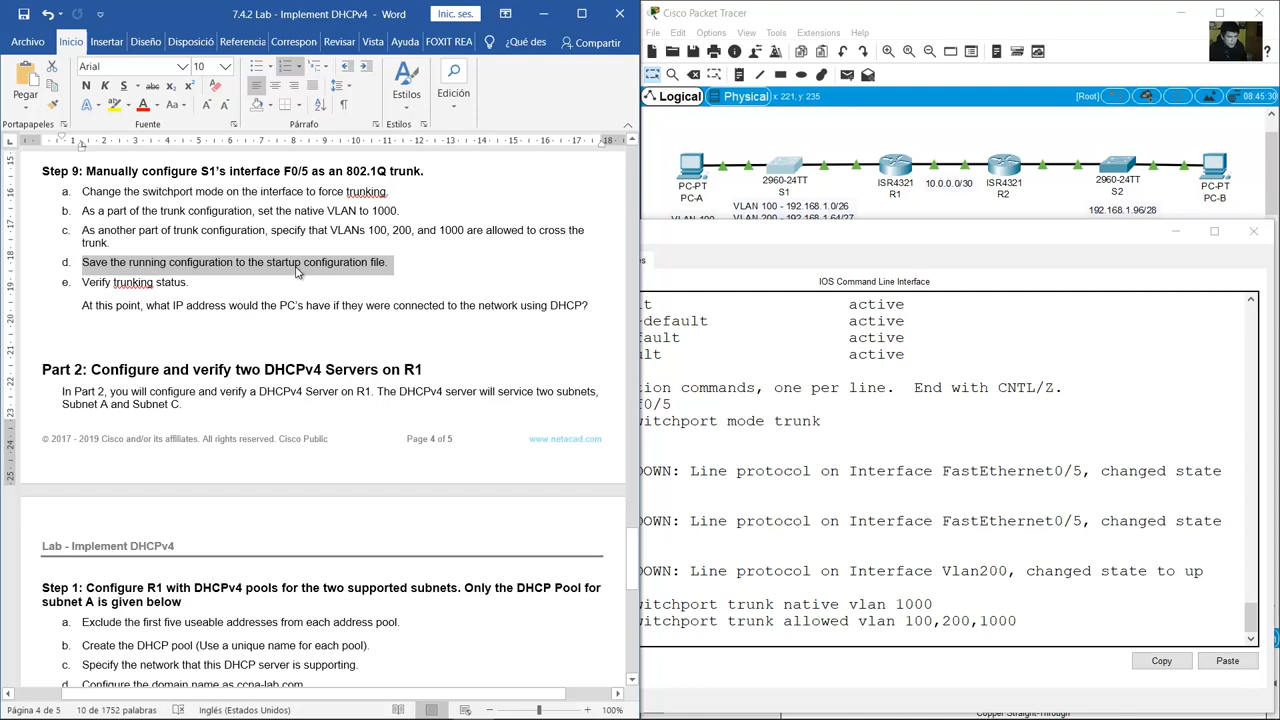 7.4.2 Lab - Implement DHCPv4 - Word
Inic. ses.
Archivo Inicio Insertar Diseño Disposició Referencia Correspon Revisar Vista Ayuda FOXIT REA ¿Qué des Compartir
Arial 10
Pegar
N K S
Aa
Estilos
Edición
Portapapeles Fuente Párrafo Estilos
Step 9: Manually configure S1's interface F0/5 as an 802.1Q trunk.
a. Change the switchport mode on the interface to force trunking.
b. As a part of the trunk configuration, set the native VLAN to 1000.
c. As another part of trunk configuration, specify that VLANs 100, 200, and 1000 are allowed to cross the
trunk.
d. Save the running configuration to the startup configuration file.
e. Verify trunking status.
At this point, what IP address would the PC's have if they were connected to the network using DHCP?
Part 2: Configure and verify two DHCPv4 Servers on R1
In Part 2, you will configure and verify a DHCPv4 Server on R1. The DHCPv4 server will service two subnets,
Subnet A and Subnet C.
© 2017 - 2019 Cisco and/or its affiliates. All rights reserved. Cisco Public Page 4 of 5 www.netacad.com
Lab - Implement DHCPv4
Step 1: Configure R1 with DHCPv4 pools for the two supported subnets. Only the DHCP Pool for
subnet A is given below
a. Exclude the first five useable addresses from each address pool.
b. Create the DHCP pool (Use a unique name for each pool).
c. Specify the network that this DHCP server is supporting.
d. Configure the domain name as ccna-lab.com
Página 4 de 5 10 de 1752 palabras Inglés (Estados Unidos) 100%
Cisco Packet Tracer
File Edit Options View Tools Extensions Help
Logical Physical x: 221, y: 235 [Root] 08:45:30
PC-PT
PC-A
2960-24TT
S1
ISR4321
R1
10.0.0.0/30
ISR4321
R2
2960-24TT
S2
PC-PT
PC-B
VLAN 100 - 192.168.1.0/26
VLAN 200 - 192.168.1.64/27
192.168.1.96/28
IOS Command Line Interface
lt active
-default active
fault active
ult active
ion commands, one per line. End with CNTL/Z.
f0/5
witchport mode trunk
DOWN: Line protocol on Interface FastEthernet0/5, changed state
DOWN: Line protocol on Interface FastEthernet0/5, changed state
DOWN: Line protocol on Interface Vlan200, changed state to up
witchport trunk native vlan 1000
witchport trunk allowed vlan 100,200,1000
Copy Paste
Copper Straight-Through